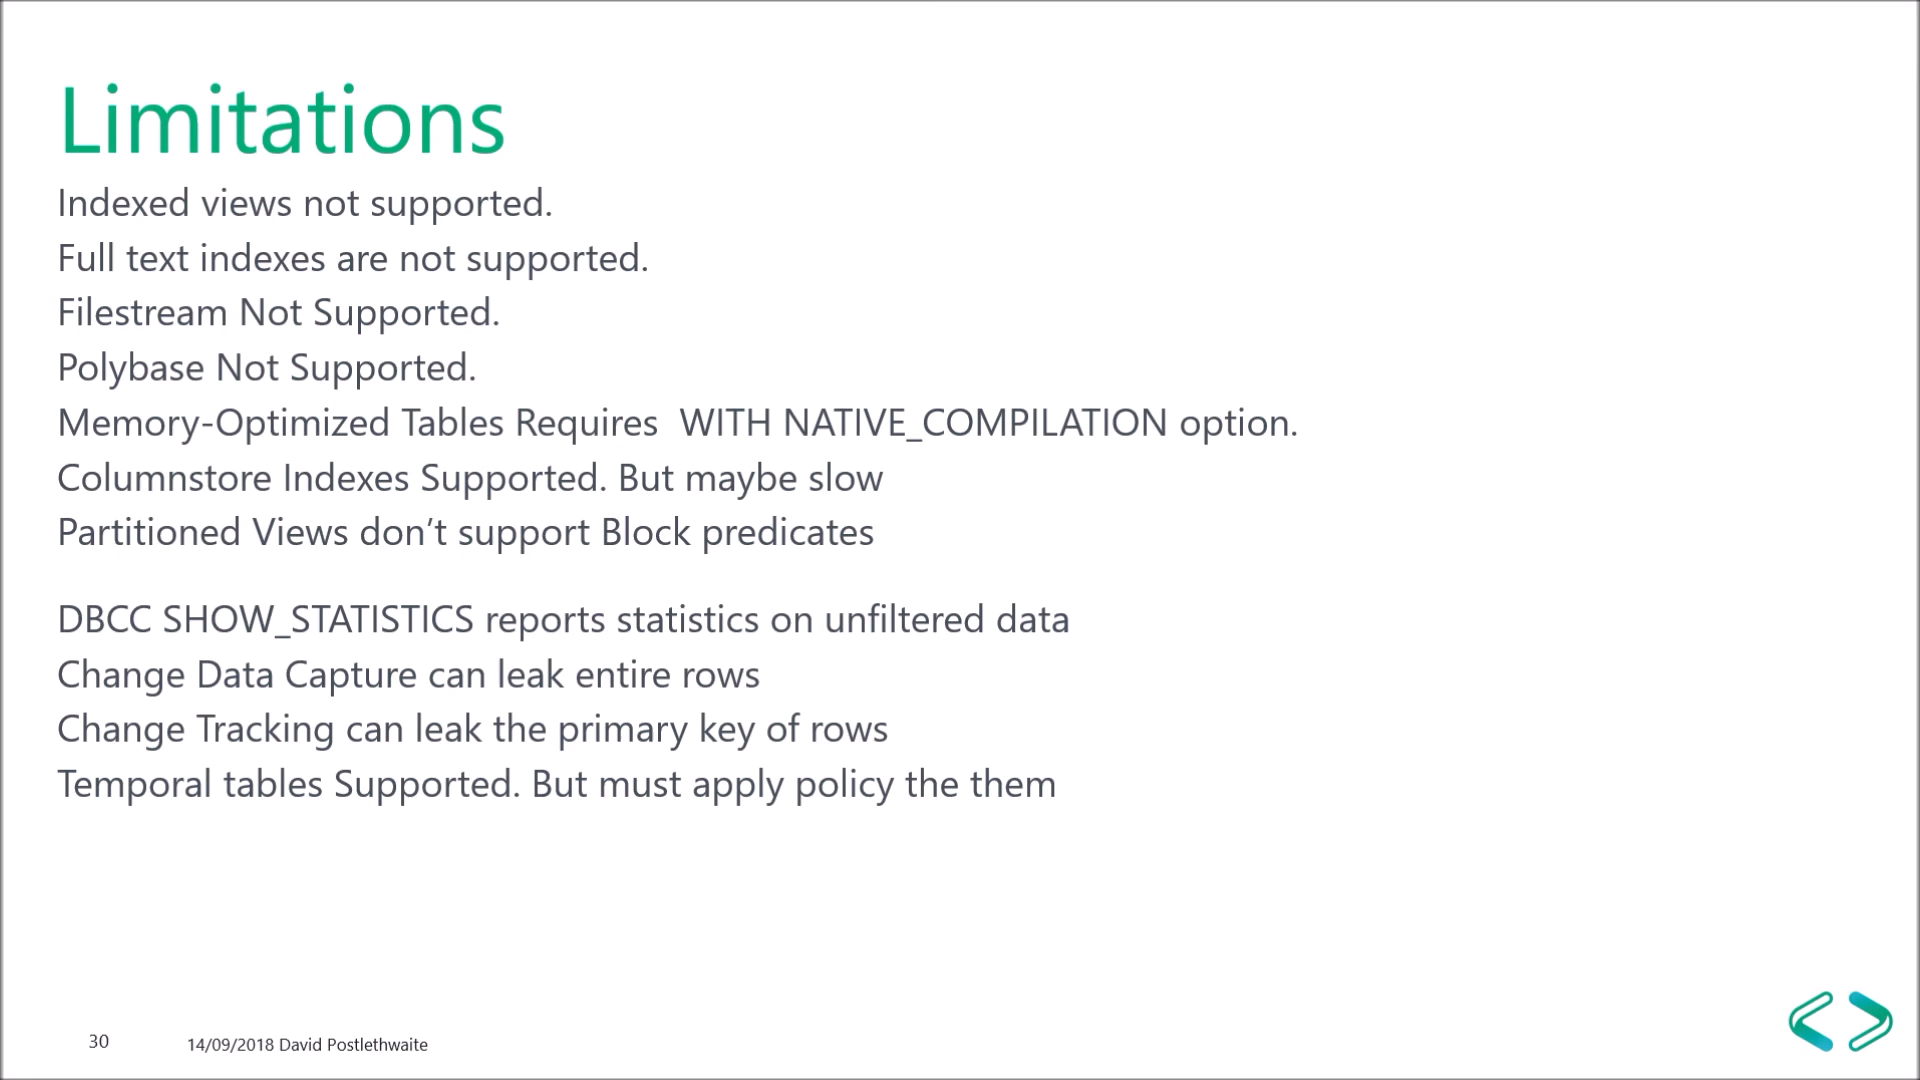 Limitations
Indexed views not supported.
Full text indexes are not supported.
Filestream Not Supported.
Polybase Not Supported.
Memory-Optimized Tables Requires  WITH NATIVE_COMPILATION option.
Columnstore Indexes Supported. But maybe slow
Partitioned Views don’t support Block predicates
DBCC SHOW_STATISTICS reports statistics on unfiltered data
Change Data Capture can leak entire rows
Change Tracking can leak the primary key of rows
Temporal tables Supported. But must apply policy the them
30
14/09/2018 David Postlethwaite